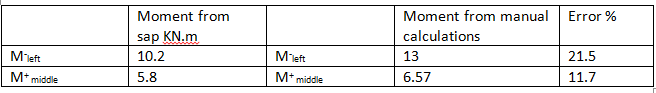 Moment from sap KN.m Moment from manual calculations Error %
M-left 10.2 M-left 13 21.5
M+ middle 5.8 M+ middle 6.57 11.7